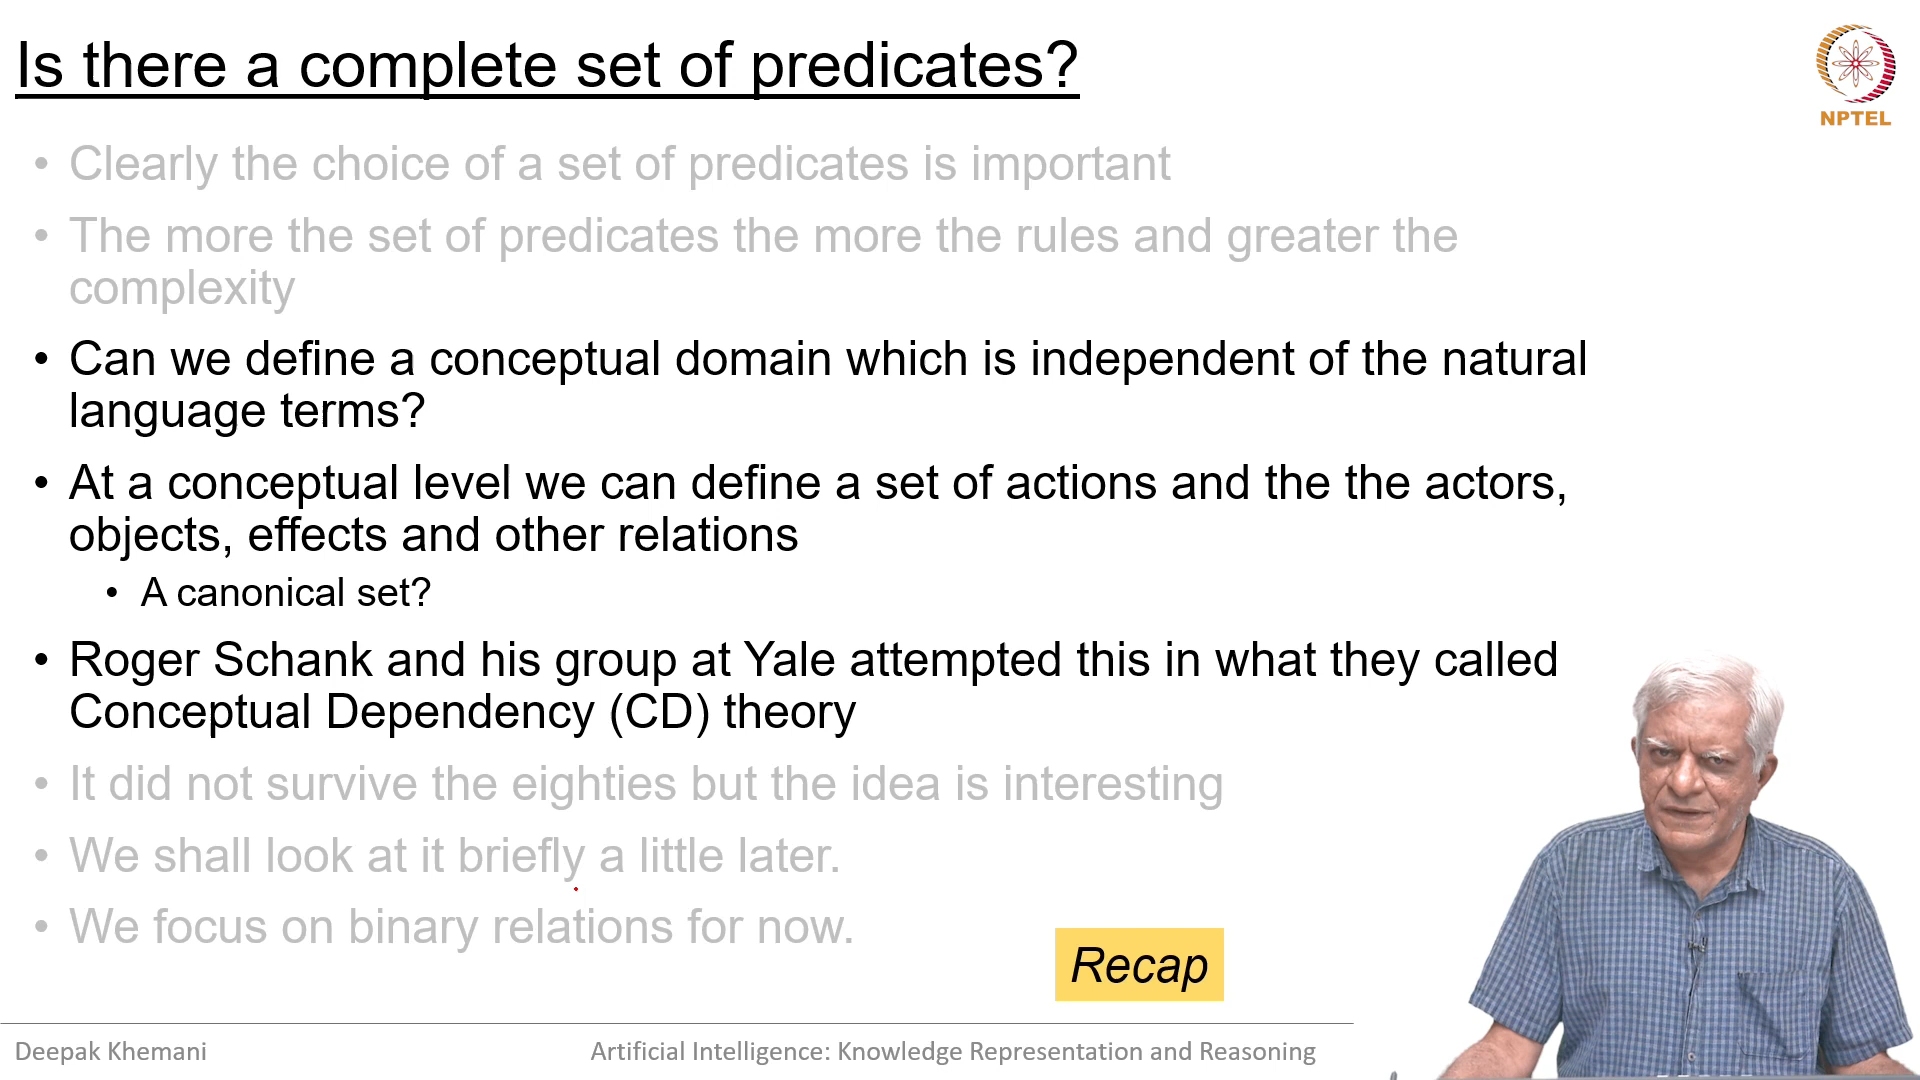 Is there a complete set of predicates?
NPTEL
• Clearly the choice of a set of predicates is important
• The more the set of predicates the more the rules and greater the
complexity
• Can we define a conceptual domain which is independent of the natural
language terms?
• At a conceptual level we can define a set of actions and the the actors,
objects, effects and other relations
• A canonical set?
• Roger Schank and his group at Yale attempted this in what they called
Conceptual Dependency (CD) theory
• It did not survive the eighties but the idea is interesting
• We shall look at it briefly a little later.
• We focus on binary relations for now.
Recap
Deepak Khemani
Artificial Intelligence: Knowledge Representation and Reasoning